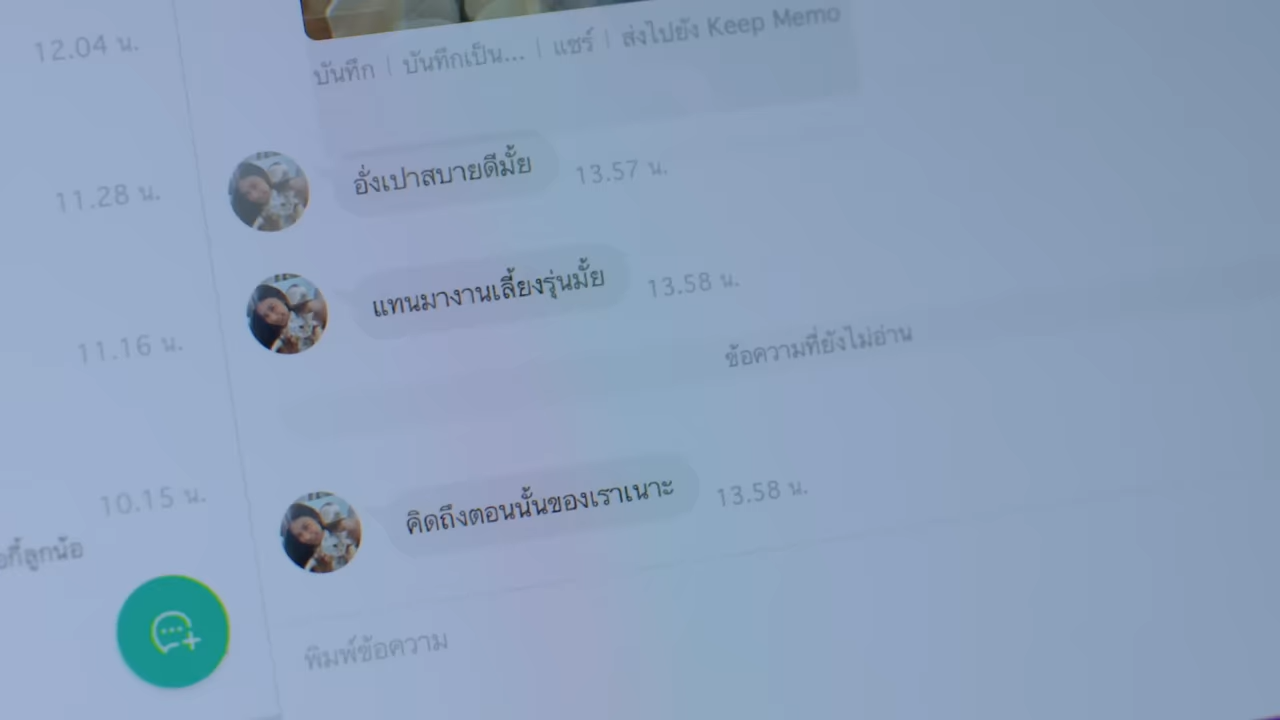 12.04 น.
บันทึก | บันทึกเป็น... | แชร์ | ส่งไปยัง Keep Memo
11.28 น.
อั่งเปาสบายดีมั้ย 13.57 น.
แทนมางานเลี้ยงรุ่นมั้ย 13.58 น.
11.16 น.
ข้อความที่ยังไม่อ่าน
10.15 น.
คิดถึงตอนนั้นของเราเนาะ 13.58 น.
พิมพ์ข้อความ